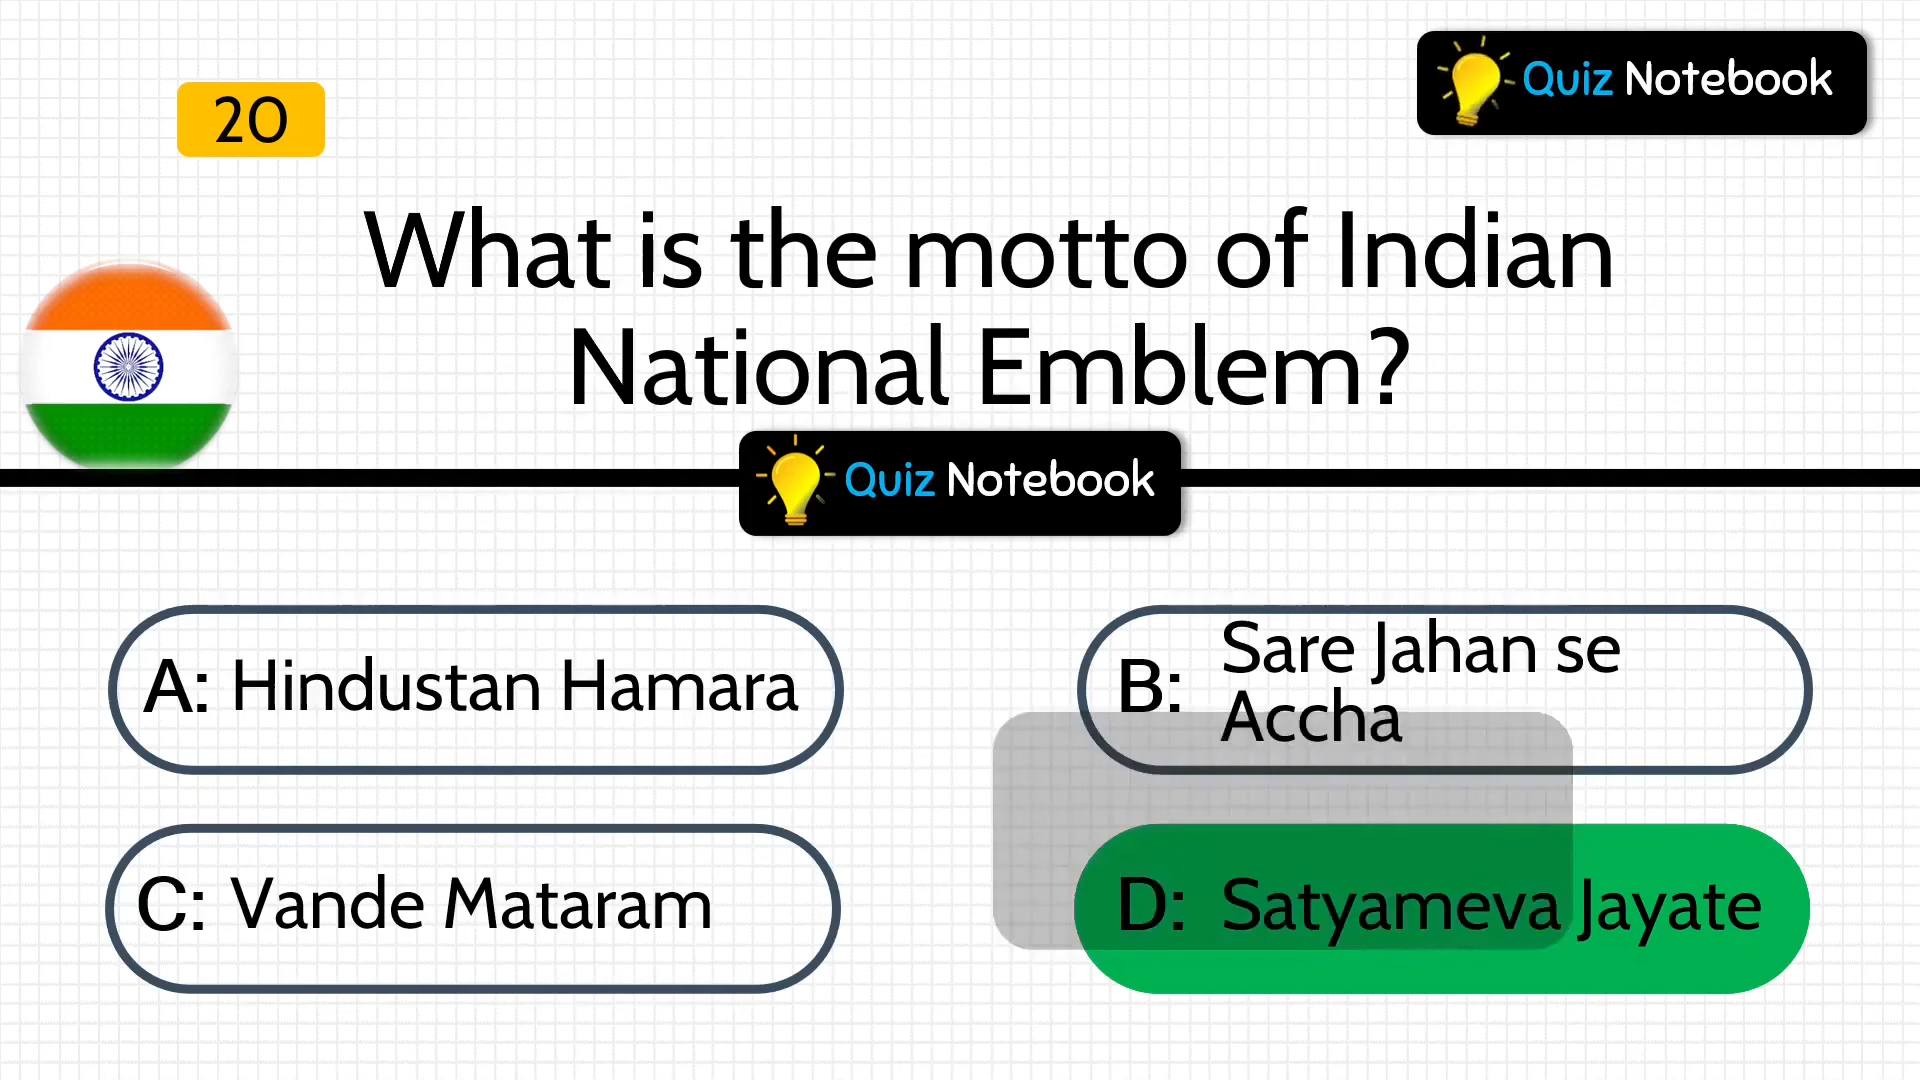 Quiz Notebook
20
What is the motto of Indian
National Emblem?
Quiz Notebook
A: Hindustan Hamara
B: Sare Jahan se
Accha
C: Vande Mataram
D: Satyameva Jayate